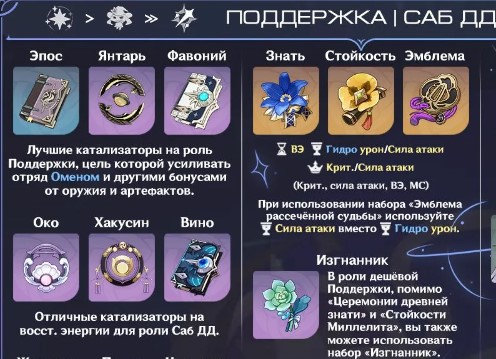 ПОДДЕРЖКА | САБ ДД
Эпос Янтарь Фавоний
Лучшие катализаторы на роль
Поддержки, цель которой усиливать
отряд Оменом и другими бонусами
от оружия и артефактов.
Око Хакусин Вино
Отличные катализаторы на
восст. энергии для роли Саб ДД.
Знать Стойкость Эмблема
ВЭ Гидро урон/Сила атаки
Крит./Сила атаки
(Крит., сила атаки, ВЭ, МС)
При использовании набора «Эмблема
рассечённой судьбы» используйте
Сила атаки вместо Гидро урон.
Изгнанник
В роли дешёвой
Поддержки, помимо
«Церемонии древней
знати» и «Стойкости
Миллелита», вы также
можете использовать
набор «Изгнанник».